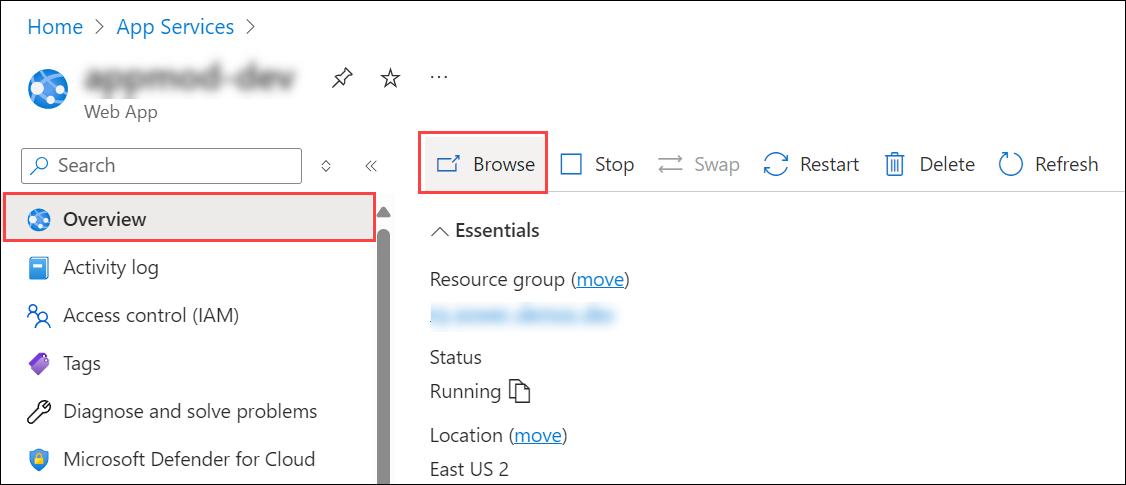 Home > App Services >
Web App
Search
Browse
Stop
Swap
Restart
Delete
Refresh
Overview
Activity log
Access control (IAM)
Tags
Diagnose and solve problems
Microsoft Defender for Cloud
Essentials
Resource group (move)
Status
Running
Location (move)
East US 2